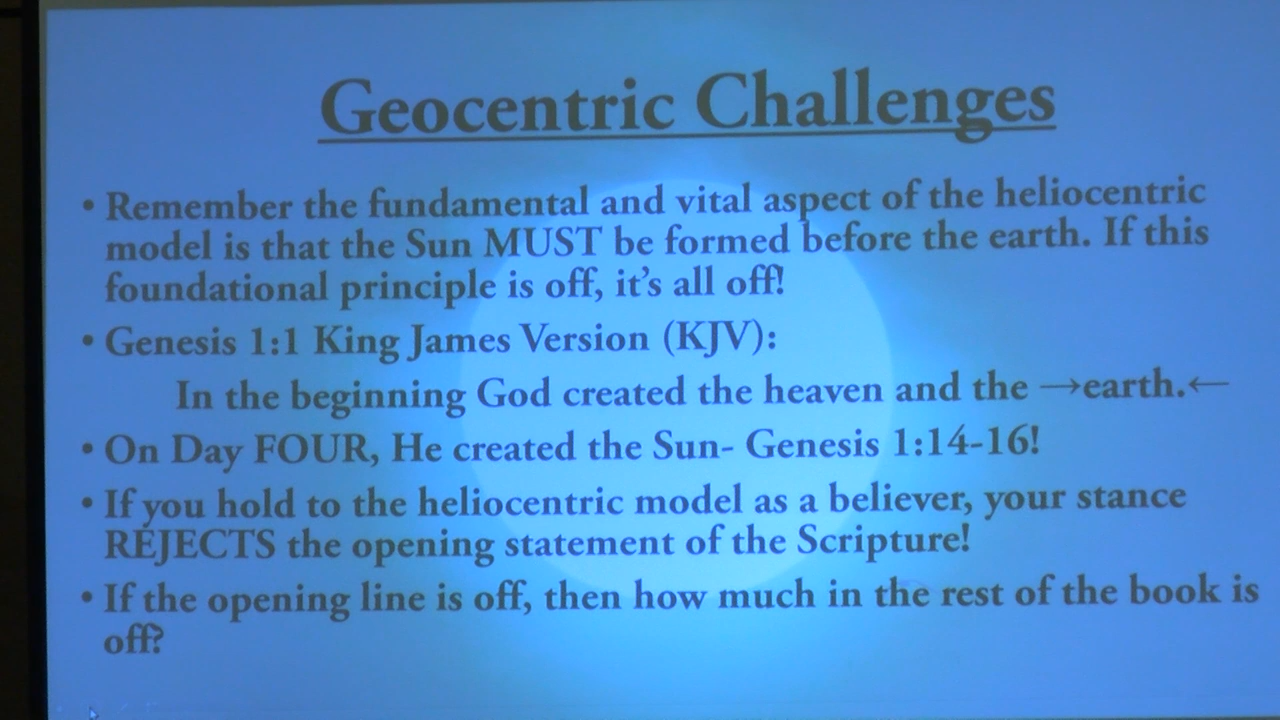 Geocentric Challenges
• Remember the fundamental and vital aspect of the heliocentric
model is that the Sun MUST be formed before the earth. If this
foundational principle is off, it's all off!
• Genesis 1:1 King James Version (KJV):
In the beginning God created the heaven and the →earth.←
• On Day FOUR, He created the Sun- Genesis 1:14-16!
• If you hold to the heliocentric model as a believer, your stance
REJECTS the opening statement of the Scripture!
• If the opening line is off, then how much in the rest of the book is
off?